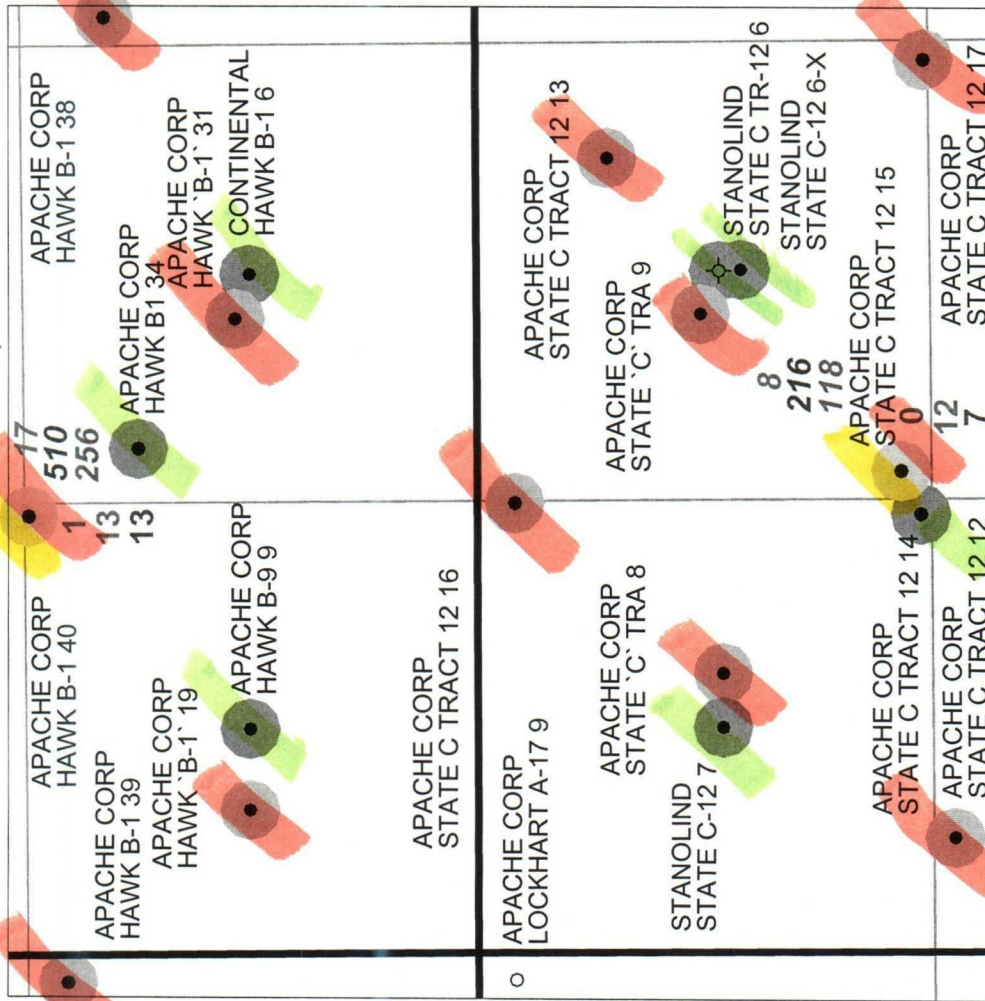 APACHE CORP
HAWK B-1 38
APACHE CORP
HAWK `B-1` 31
CONTINENTAL
HAWK B-1 6
APACHE CORP
HAWK B1 34
17
510
256
1
13
13
APACHE CORP
HAWK B-1 40
APACHE CORP
HAWK B-1 39
APACHE CORP
HAWK `B-1` 19
APACHE CORP
HAWK B-9 9
APACHE CORP
STATE C TRACT 12 16
APACHE CORP
LOCKHART A-17 9
APACHE CORP
STATE C TRACT 12 13
APACHE CORP
STATE `C` TRA 9
STANOLIND
STATE C TR-12 6
STANOLIND
STATE C-12 6-X
8
216
118
APACHE CORP
STATE C TRACT 12 15
0
12
7
APACHE CORP
STATE `C` TRA 8
STANOLIND
STATE C-12 7
APACHE CORP
STATE C TRACT 12 14
APACHE CORP
STATE C TRACT 12 12
APACHE CORP
STATE C TRACT 12 17